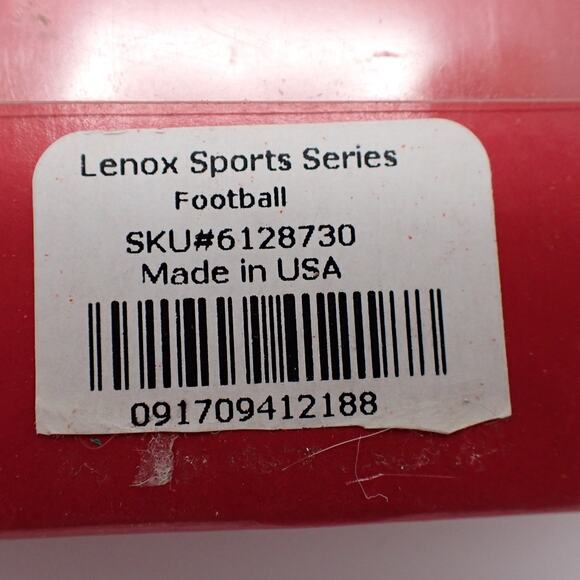 Lenox Sports Series
Football
SKU#6128730
Made in USA
091709412188